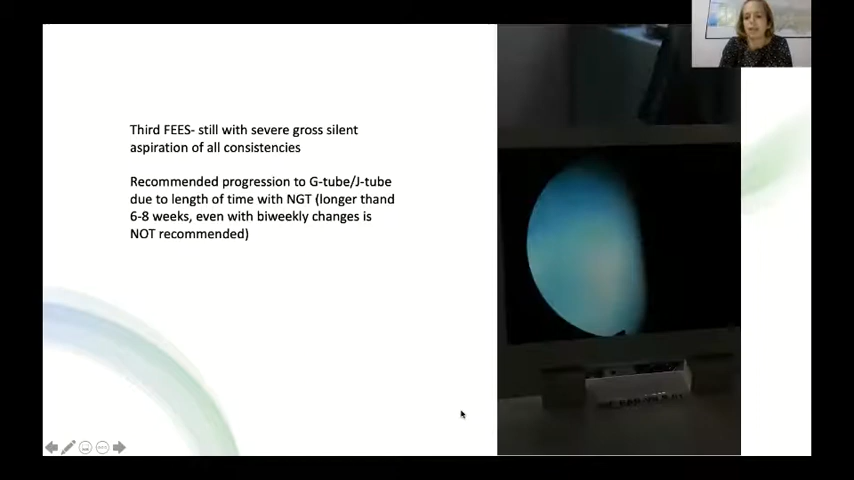 Third FEES- still with severe gross silent
aspiration of all consistencies
Recommended progression to G-tube/J-tube
due to length of time with NGT (longer thand
6-8 weeks, even with biweekly changes is
NOT recommended)